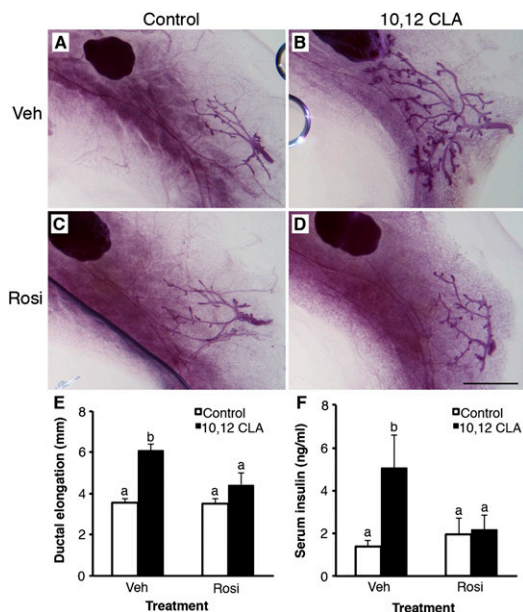 Control 10,12 CLA
Veh
A B
Rosi
C D
E
Ductal elongation (mm)
8
6
4
2
0
Control
10,12 CLA
a b a a
Veh Rosi
Treatment
F
Serum insulin (ng/ml)
8
6
4
2
0
Control
10,12 CLA
a b a a
Veh Rosi
Treatment